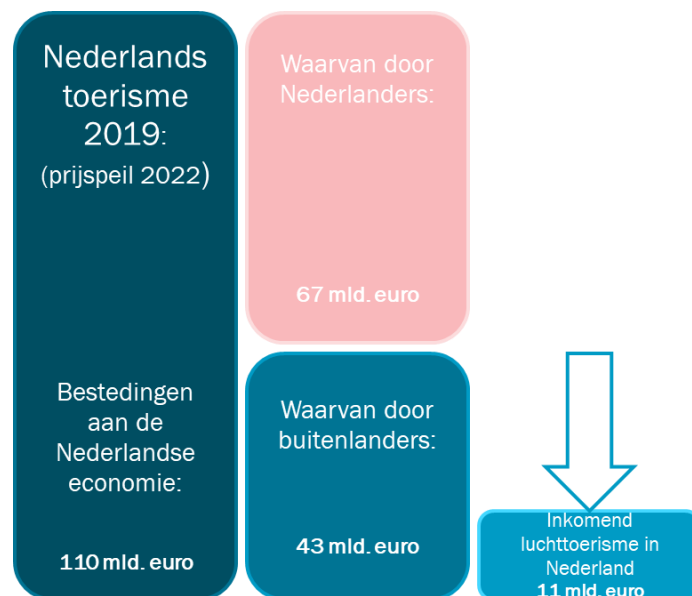 Nederlands
toerisme
2019:
(prijspeil 2022)
Bestedingen
aan de
Nederlandse
economie:
110 mld. euro
Waarvan door
Nederlanders:
67 mld. euro
Waarvan door
buitenlanders:
43 mld. euro
Inkomend
luchttoerisme in
Nederland
11 mld. euro